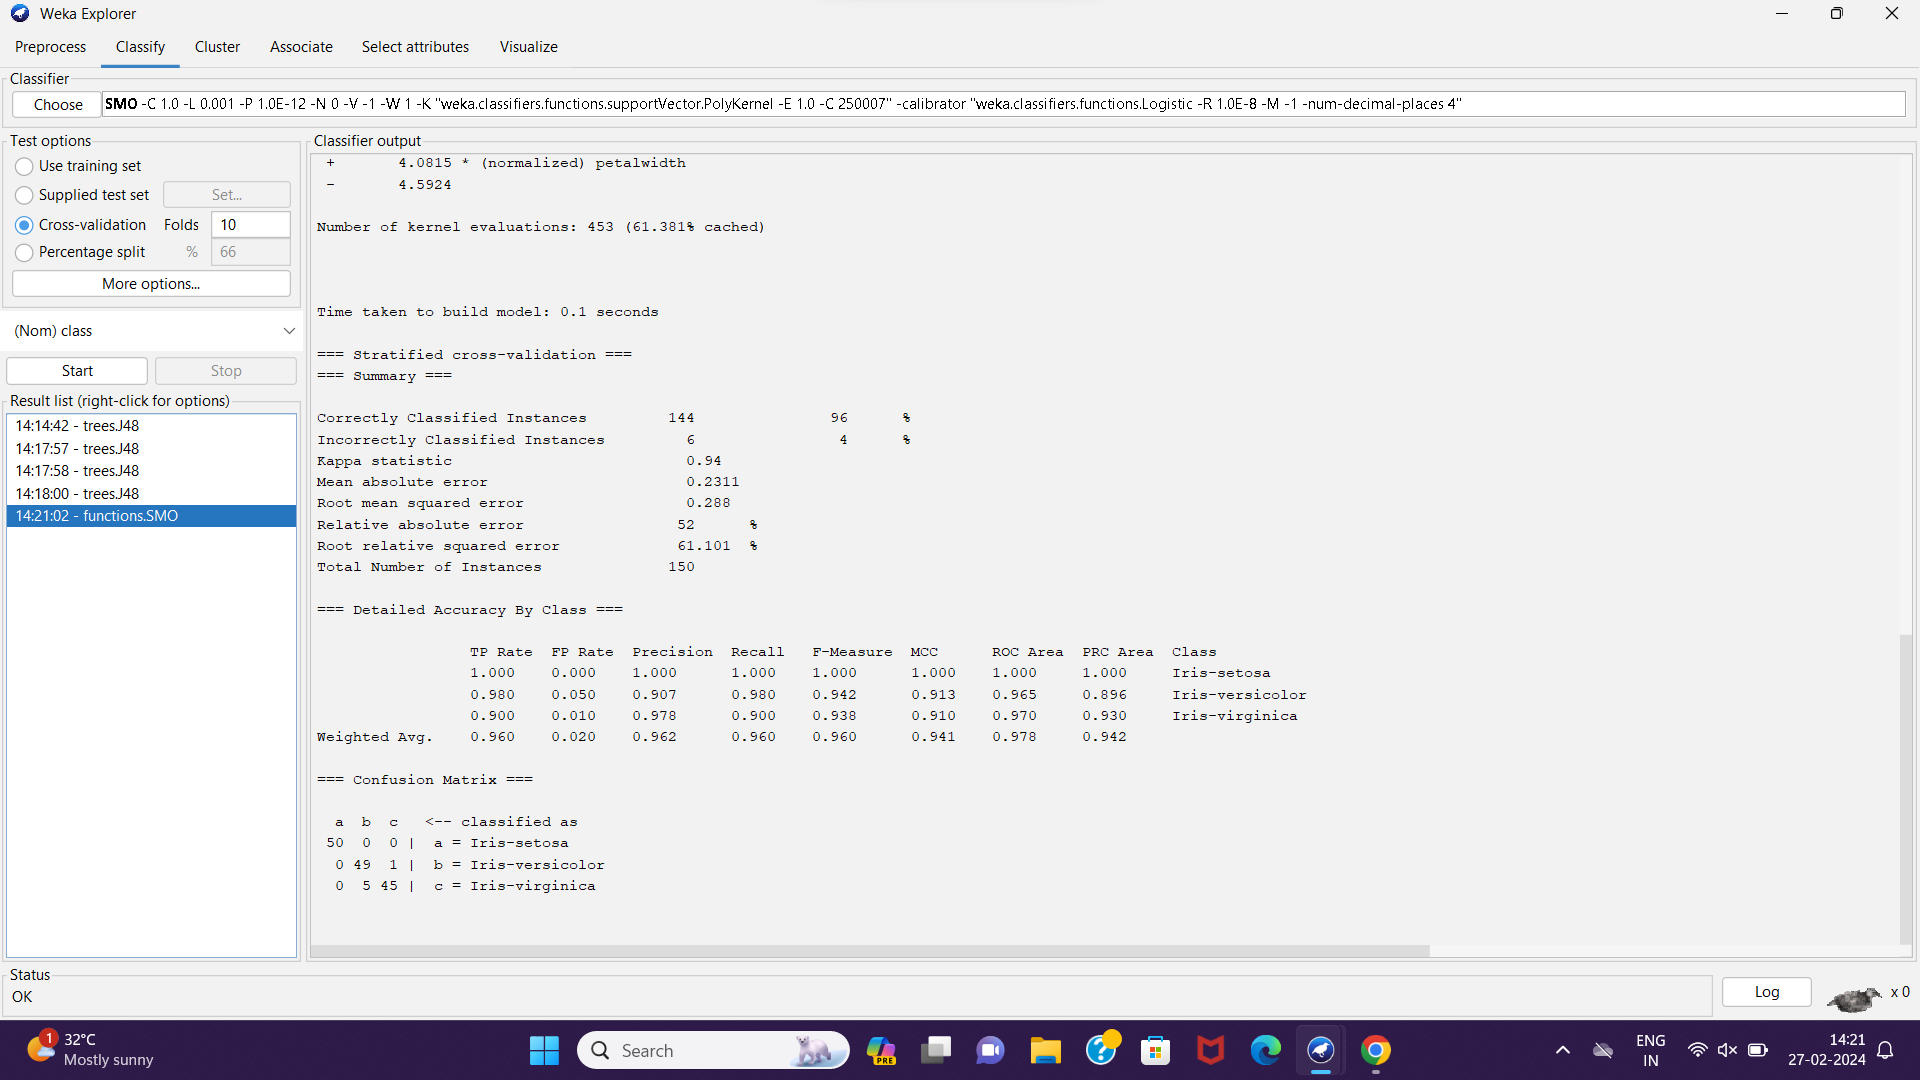 Weka Explorer
Preprocess Classify Cluster Associate Select attributes Visualize
Classifier
Choose SMO -C 1.0 -L 0.001 -P 1.0E-12 -N 0 -V -1 -W 1 -K "weka.classifiers.functions.supportVector.PolyKernel -E 1.0 -C 250007" -calibrator "weka.classifiers.functions.Logistic -R 1.0E-8 -M -1 -num-decimal-places 4"
Test options
Use training set
Supplied test set Set...
Cross-validation Folds 10
Percentage split % 66
More options...
(Nom) class
Start Stop
Result list (right-click for options)
14:14:42 - trees.J48
14:17:57 - trees.J48
14:17:58 - trees.J48
14:18:00 - trees.J48
14:21:02 - functions.SMO
Classifier output
+ 4.0815 * (normalized) petalwidth
- 4.5924
Number of kernel evaluations: 453 (61.381% cached)
Time taken to build model: 0.1 seconds
=== Stratified cross-validation ===
=== Summary ===
Correctly Classified Instances 144 96 %
Incorrectly Classified Instances 6 4 %
Kappa statistic 0.94
Mean absolute error 0.2311
Root mean squared error 0.288
Relative absolute error 52 %
Root relative squared error 61.101 %
Total Number of Instances 150
=== Detailed Accuracy By Class ===
TP Rate FP Rate Precision Recall F-Measure MCC ROC Area PRC Area Class
1.000 0.000 1.000 1.000 1.000 1.000 1.000 1.000 Iris-setosa
0.980 0.050 0.907 0.980 0.942 0.913 0.965 0.896 Iris-versicolor
0.900 0.010 0.978 0.900 0.938 0.910 0.970 0.930 Iris-virginica
Weighted Avg. 0.960 0.020 0.962 0.960 0.960 0.941 0.978 0.942
=== Confusion Matrix ===
a b c <-- classified as
50 0 0 | a = Iris-setosa
0 49 1 | b = Iris-versicolor
0 5 45 | c = Iris-virginica
Status
OK
Log
x 0
1
32°C
Mostly sunny
Search
PRE
ENG
IN
14:21
27-02-2024